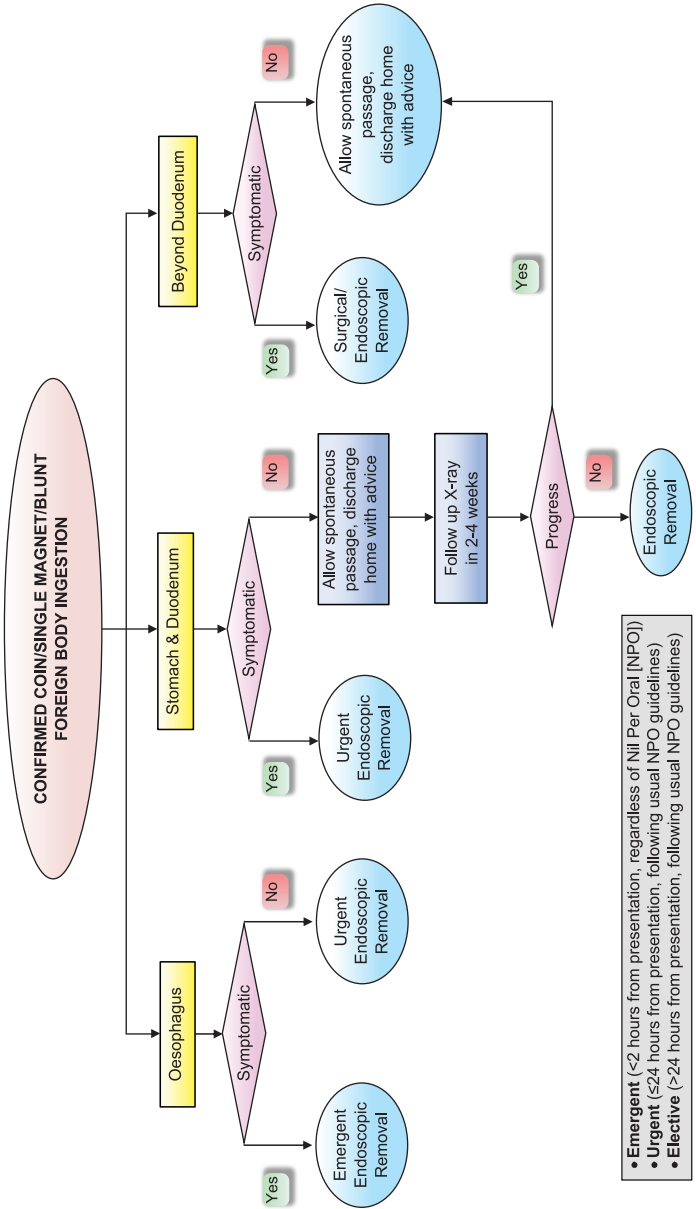 CONFIRMED COIN/SINGLE MAGNET/BLUNT
FOREIGN BODY INGESTION
Oesophagus
Stomach & Duodenum
Beyond Duodenum
Symptomatic
Symptomatic
Symptomatic
Yes
No
Yes
No
Yes
No
Emergent
Endoscopic
Removal
Urgent
Endoscopic
Removal
Urgent
Endoscopic
Removal
Allow spontaneous
passage, discharge
home with advice
Surgical/
Endoscopic
Removal
Allow spontaneous
passage,
discharge home
with advice
Follow up X-ray
in 2-4 weeks
Progress
Yes
No
Endoscopic
Removal
• Emergent (<2 hours from presentation, regardless of Nil Per Oral [NPO])
• Urgent (≤24 hours from presentation, following usual NPO guidelines)
• Elective (>24 hours from presentation, following usual NPO guidelines)